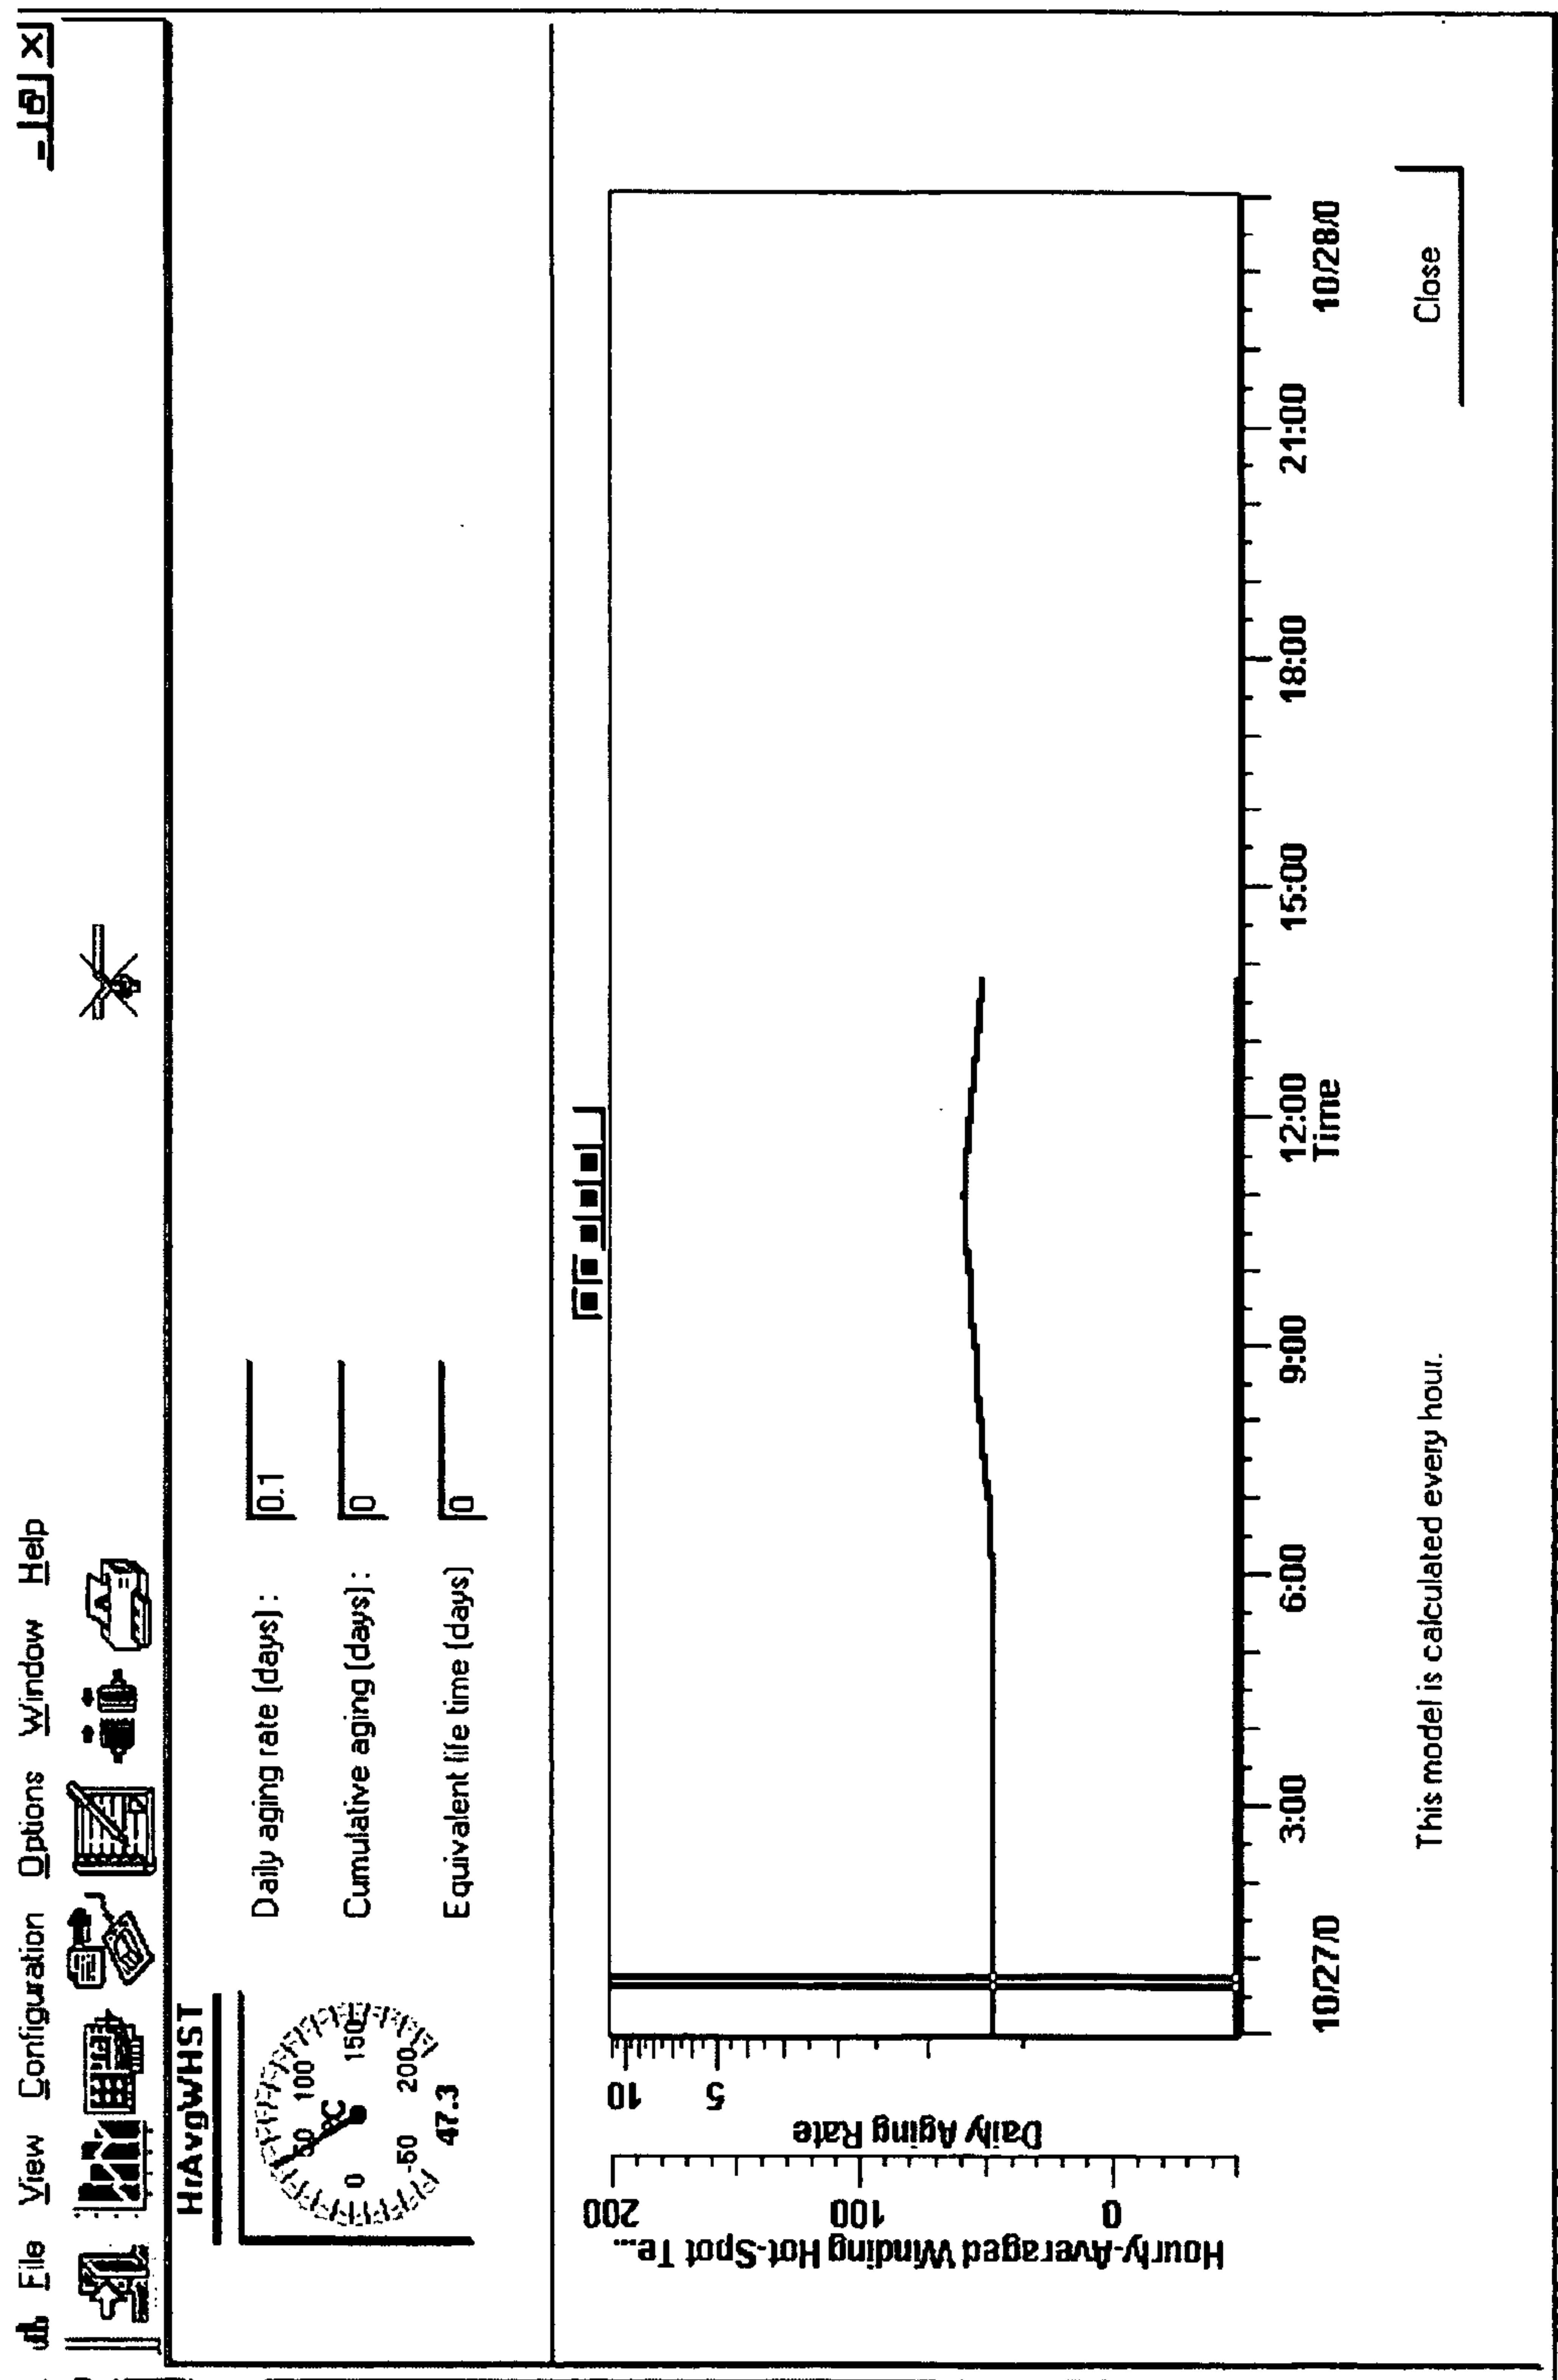 File View Configuration Options Window Help
HrAvgWHST
0 50 100 150 200 -50
°C
47.3
Daily aging rate (days) : 0.1
Cumulative aging (days) : 0
Equivalent life time (days) 0
Hourly-Averaged Winding Hot-Spot Te...
200
100
0
Daily Aging Rate
10
5
10/27/0 3:00 6:00 9:00 12:00 15:00 18:00 21:00 10/28/0
Time
This model is calculated every hour.
Close